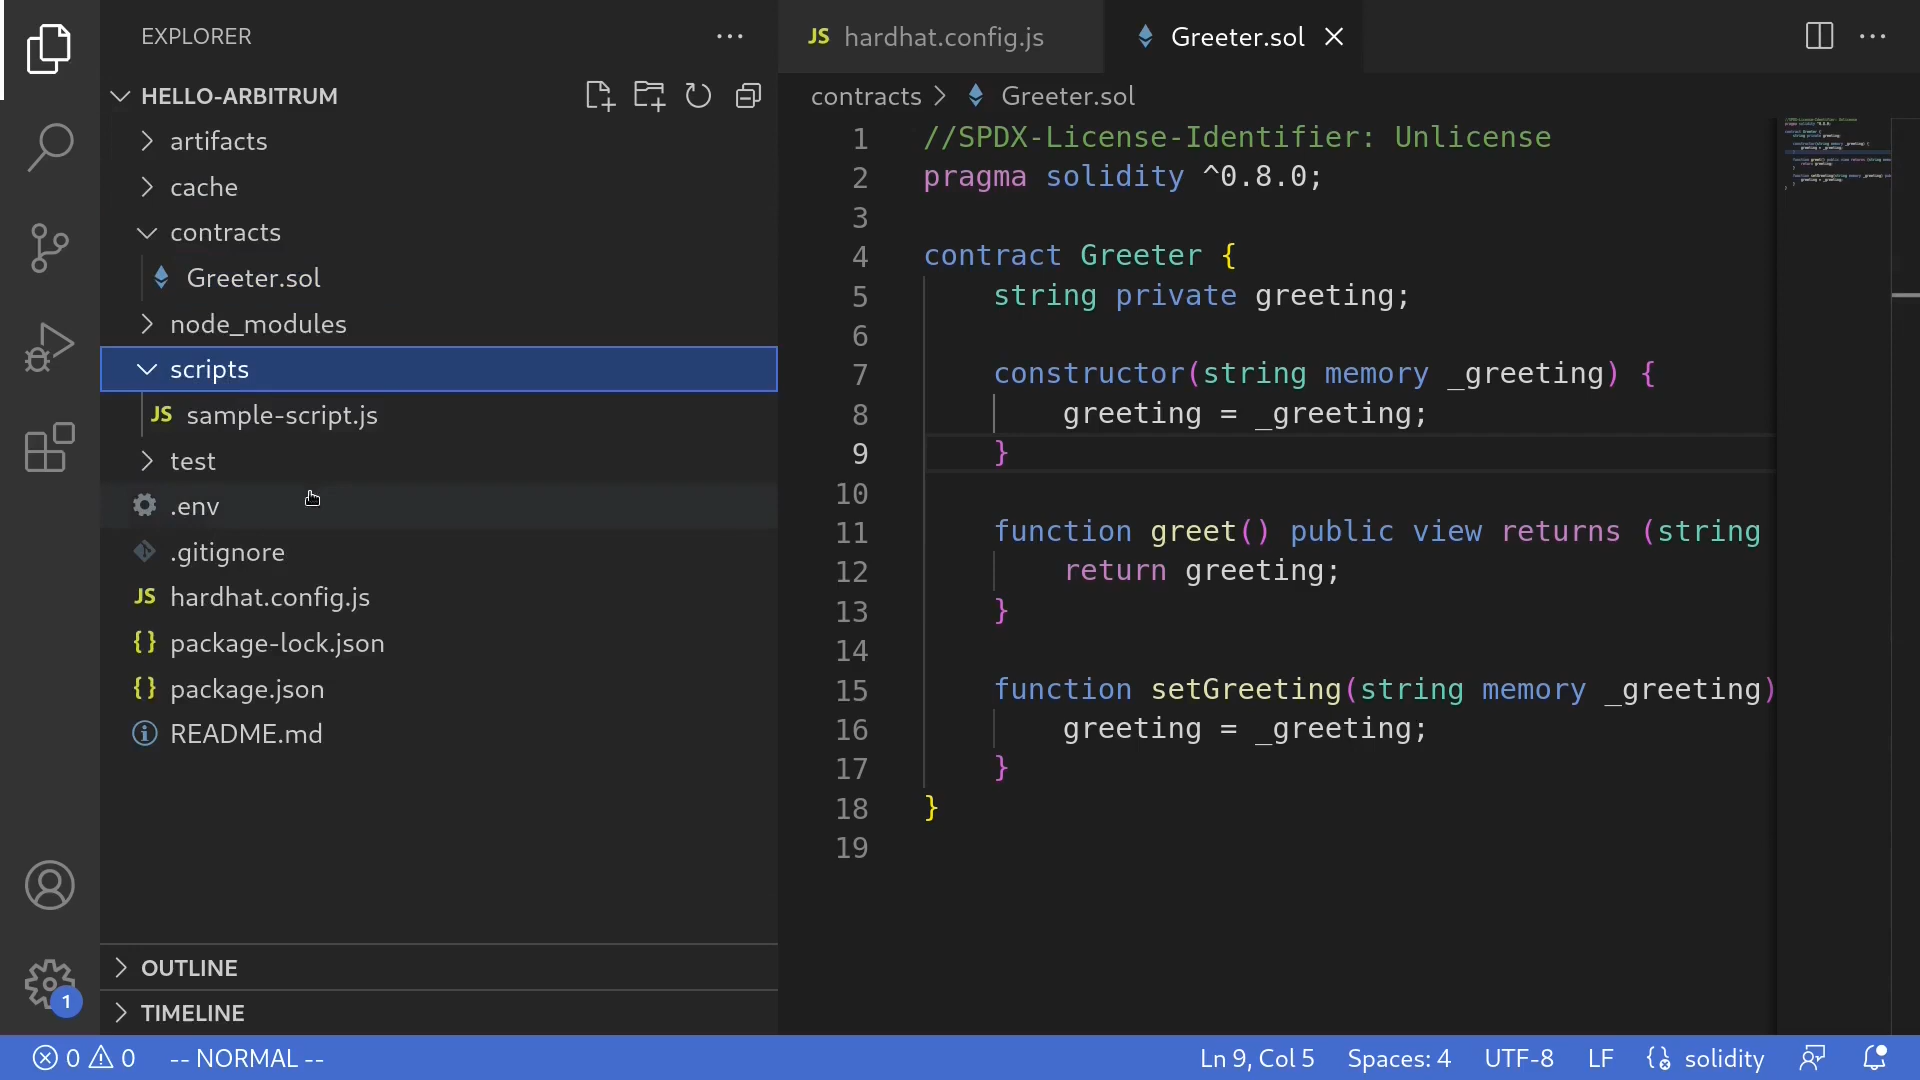 EXPLORER
HELLO-ARBITRUM
artifacts
cache
contracts
Greeter.sol
node_modules
scripts
JS sample-script.js
test
.env
.gitignore
JS hardhat.config.js
{} package-lock.json
{} package.json
README.md
OUTLINE
TIMELINE
1
JS hardhat.config.js
Greeter.sol
contracts > Greeter.sol
1 //SPDX-License-Identifier: Unlicense
2 pragma solidity ^0.8.0;
3
4 contract Greeter {
5 string private greeting;
6
7 constructor(string memory _greeting) {
8 greeting = _greeting;
9 }
10
11 function greet() public view returns (string
12 return greeting;
13 }
14
15 function setGreeting(string memory _greeting)
16 greeting = _greeting;
17 }
18 }
19
0 0 -- NORMAL -- Ln 9, Col 5 Spaces: 4 UTF-8 LF solidity